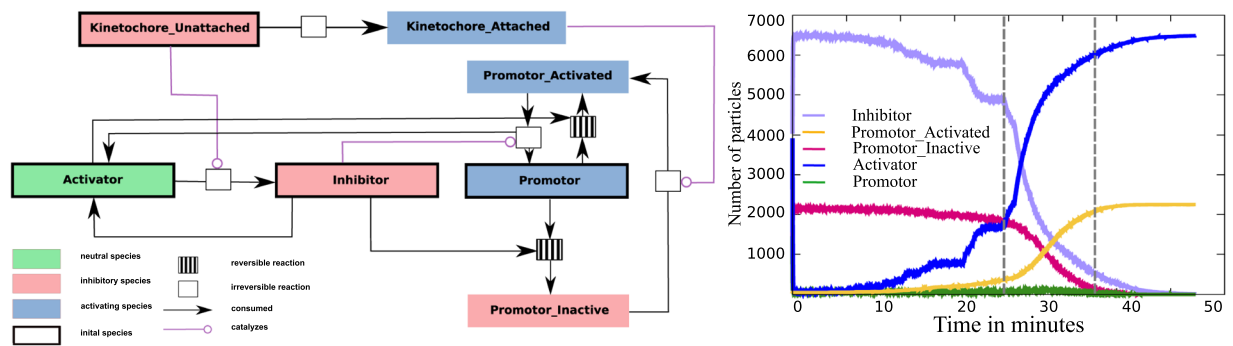 Kinetochore_Unattached
Kinetochore_Attached
Promotor_Activated
Activator
Inhibitor
Promotor
Promotor_Inactive
neutral species
inhibitory species
activating species
inital species
reversible reaction
irreversible reaction
consumed
catalyzes
Number of particles
7000
6000
5000
4000
3000
2000
1000
Inhibitor
Promotor_Activated
Promotor_Inactive
Activator
Promotor
0 10 20 30 40 50
Time in minutes